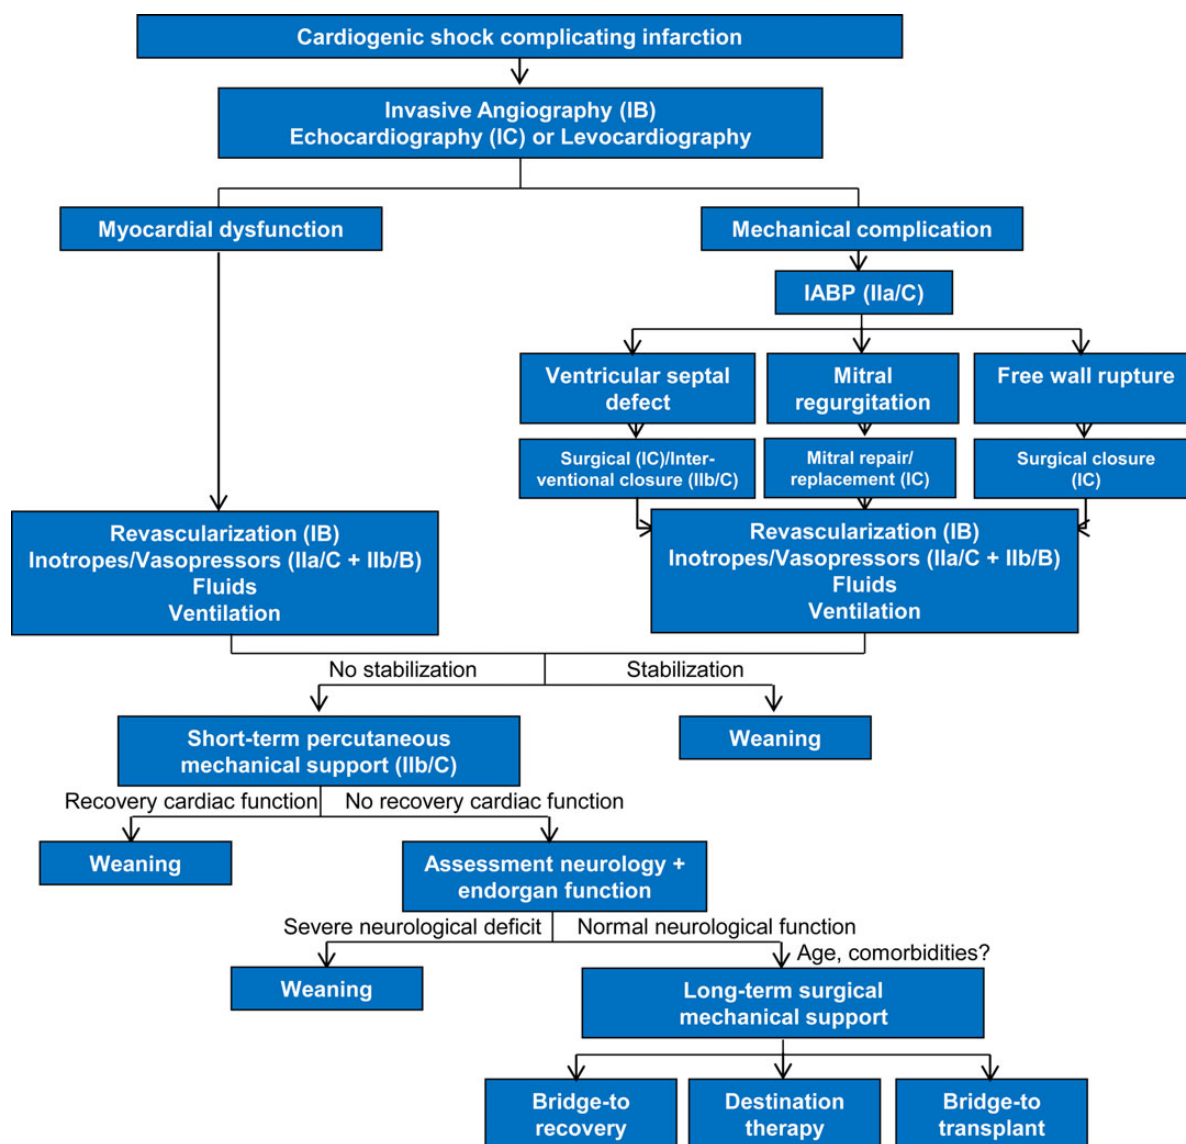 Cardiogenic shock complicating infarction
Invasive Angiography (IB)
Echocardiography (IC) or Levocardiography
Myocardial dysfunction
Mechanical complication
IABP (IIa/C)
Ventricular septal
defect
Mitral
regurgitation
Free wall rupture
Surgical (IC)/Inter-
ventional closure (IIb/C)
Mitral repair/
replacement (IC)
Surgical closure
(IC)
Revascularization (IB)
Inotropes/Vasopressors (IIa/C + IIb/B)
Fluids
Ventilation
Revascularization (IB)
Inotropes/Vasopressors (IIa/C + IIb/B)
Fluids
Ventilation
No stabilization
Stabilization
Short-term percutaneous
mechanical support (IIb/C)
Weaning
Recovery cardiac function
No recovery cardiac function
Weaning
Assessment neurology +
endorgan function
Severe neurological deficit
Normal neurological function
Weaning
Age, comorbidities?
Long-term surgical
mechanical support
Bridge-to
recovery
Destination
therapy
Bridge-to
transplant